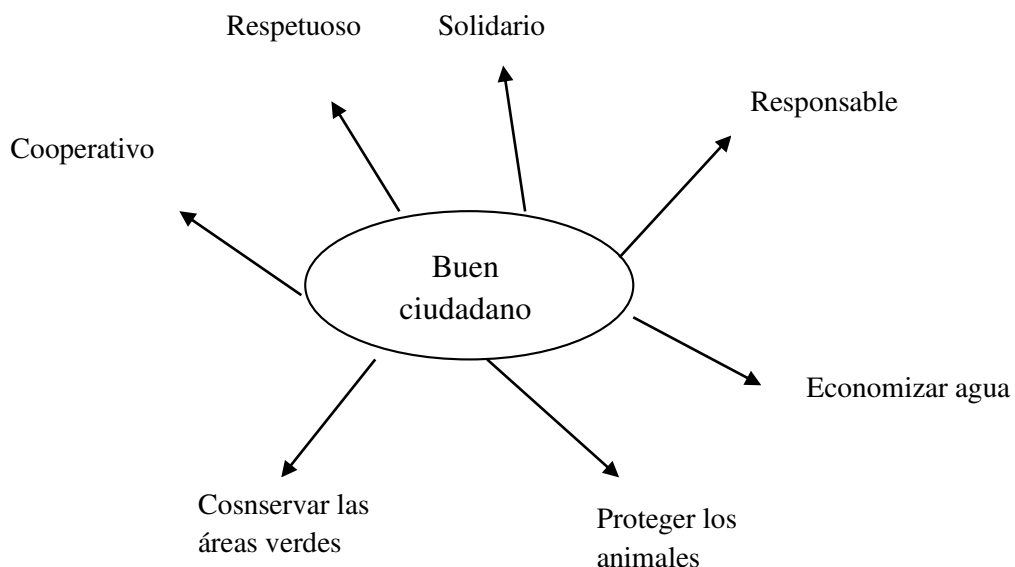 Respetuoso
Solidario
Responsable
Cooperativo
Buen
ciudadano
Economizar agua
Cosnservar las
áreas verdes
Proteger los
animales